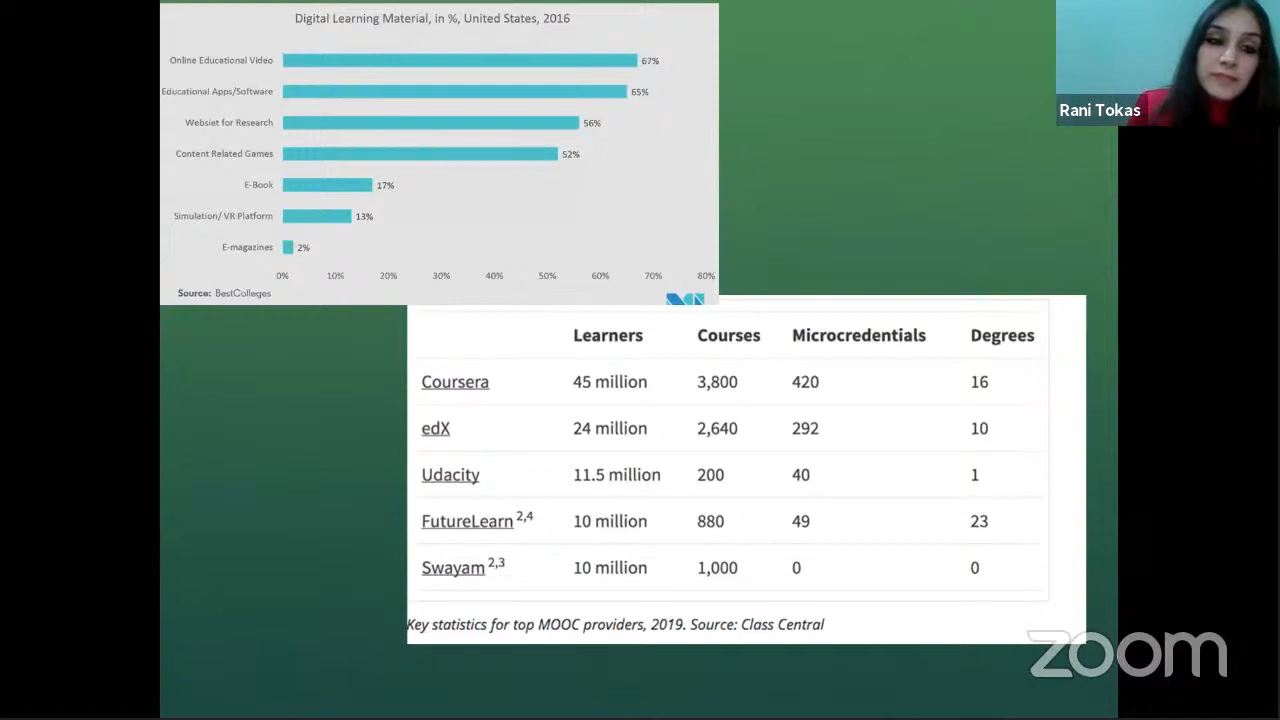 Digital Learning Material, in %, United States, 2016
Online Educational Video 67%
Educational Apps/Software 65%
Websiet for Research 56%
Content Related Games 52%
E-Book 17%
Simulation/ VR Platform 13%
E-magazines 2%
0% 10% 20% 30% 40% 50% 60% 70% 80%
Source: BestColleges
Rani Tokas
Learners Courses Microcredentials Degrees
Coursera 45 million 3,800 420 16
edX 24 million 2,640 292 10
Udacity 11.5 million 200 40 1
FutureLearn 2,4 10 million 880 49 23
Swayam 2,3 10 million 1,000 0 0
Key statistics for top MOOC providers, 2019. Source: Class Central
zoom